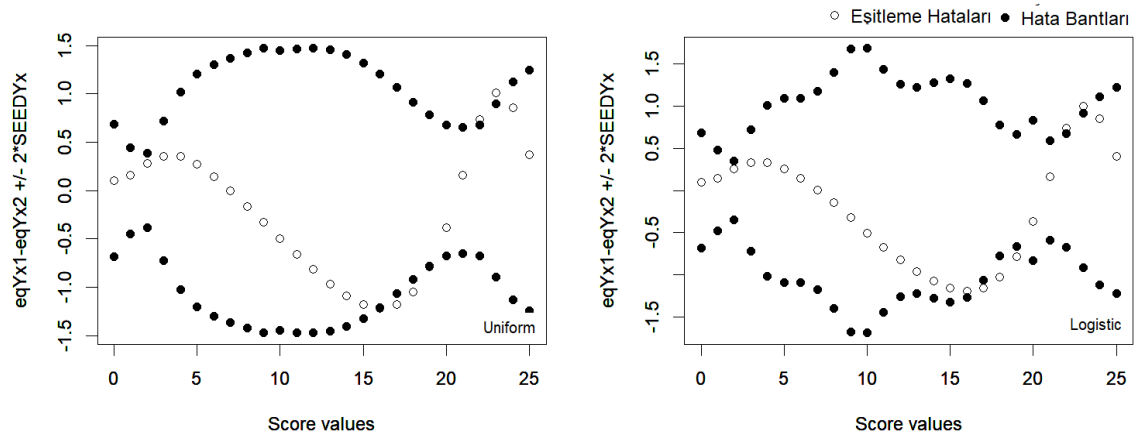 Eşitleme Hataları Hata Bantları
eqYx1-eqYx2 +/- 2*SEEDYx
1.5
1.0
0.5
0.0
-0.5
-1.0
-1.5
Uniform
0 5 10 15 20 25
Score values
eqYx1-eqYx2 +/- 2*SEEDYx
1.5
0.5
-0.5
-1.5
Logistic
0 5 10 15 20 25
Score values